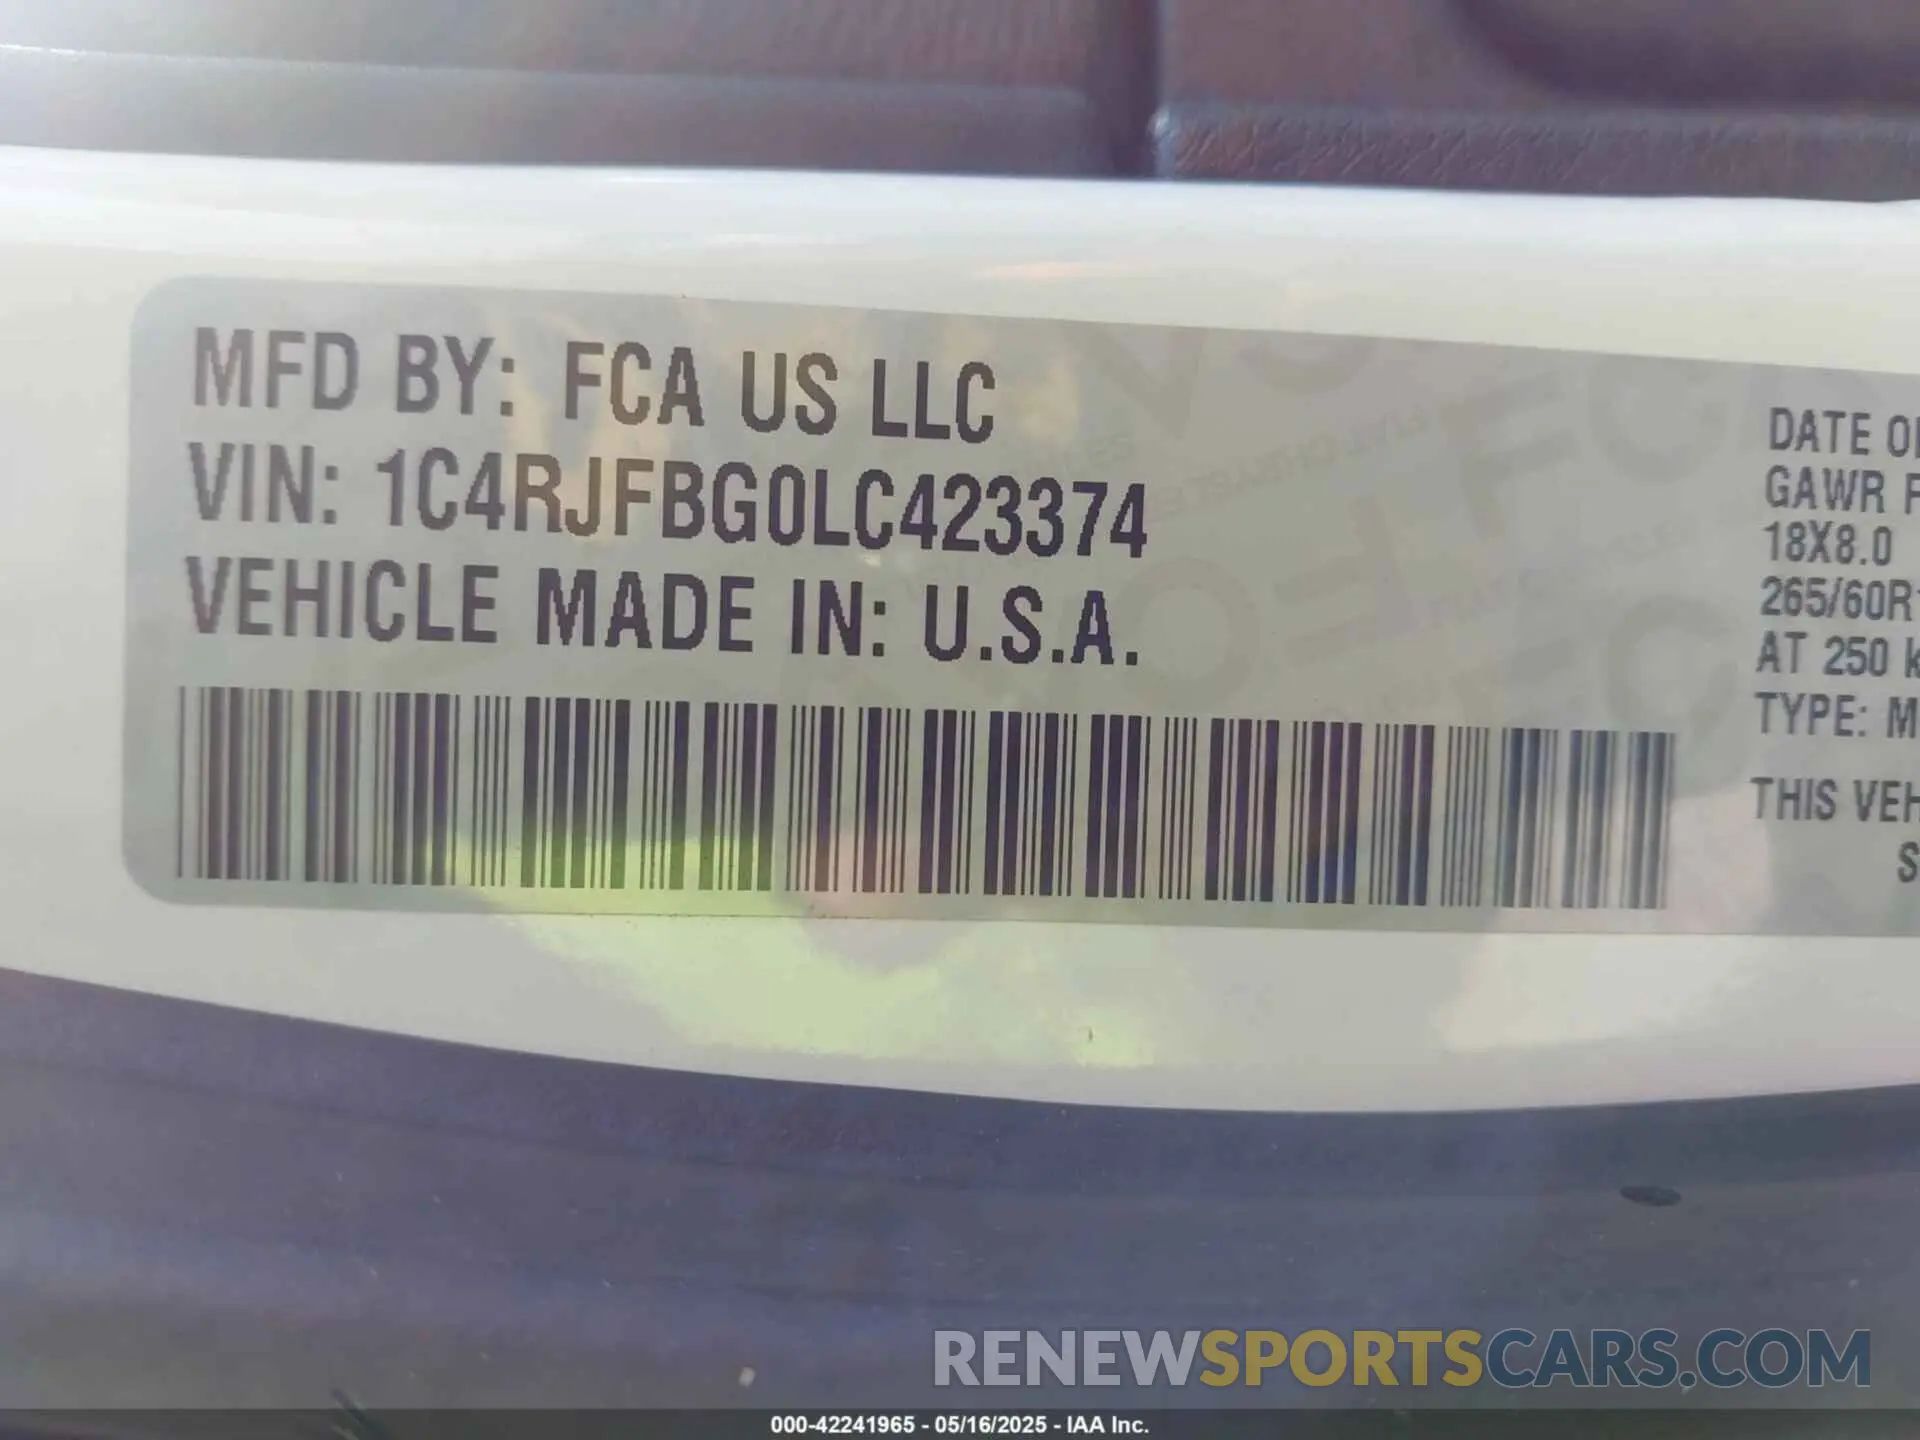 MFD BY: FCA US LLC
VIN: 1C4RJFBG0LC423374
VEHICLE MADE IN: U.S.A.
DATE
GAWR
18X8.0
265/60R1
AT 250
TYPE: M
THIS VEH
S
RENEWSPORTSCARS.COM
000-42241965 - 05/16/2025 - IAA Inc.